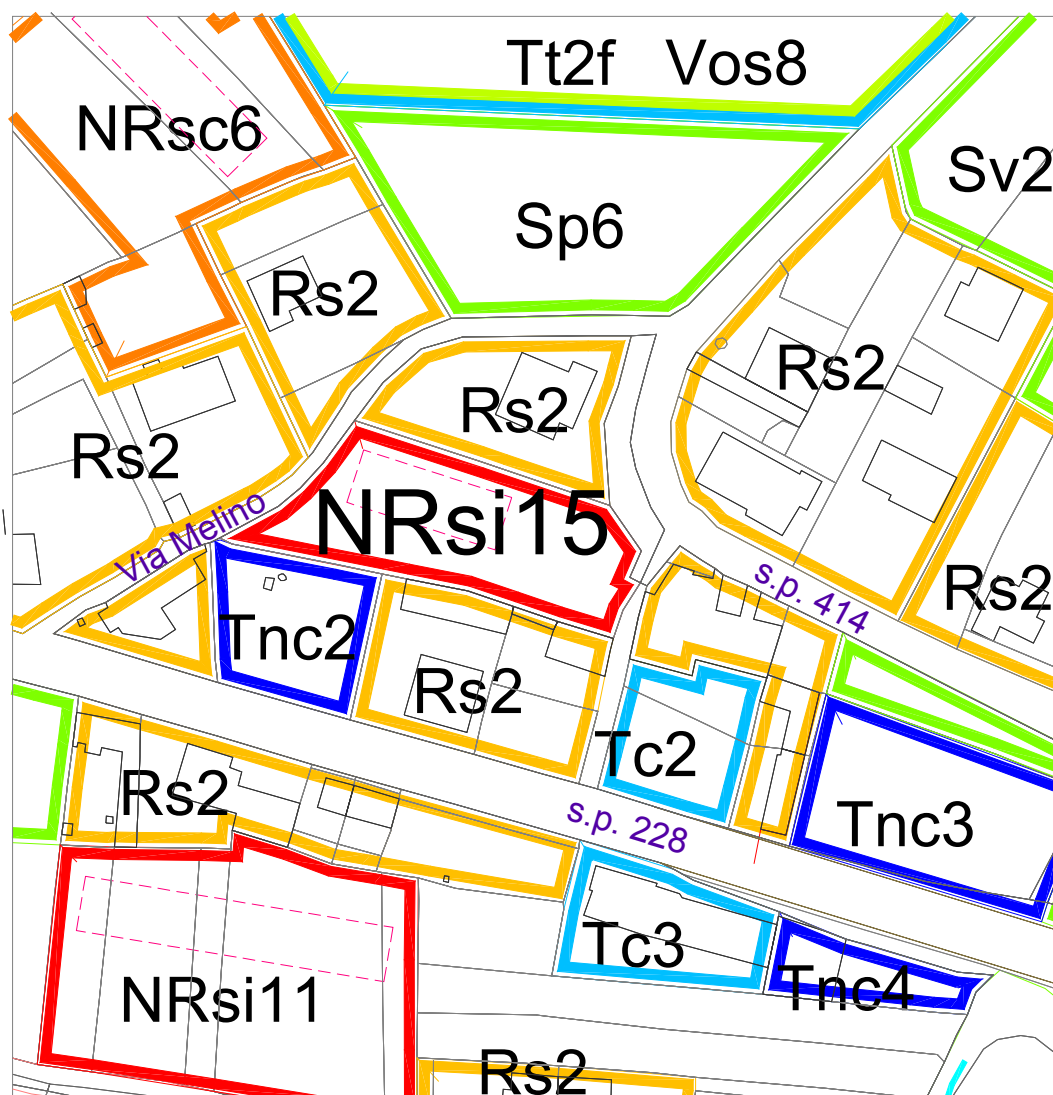 Tt2f Vos8
NRsc6
Sv2
Sp6
Rs2
Rs2
Rs2
Rs2
NRsi15
Via Melino
s.p. 414
Rs2
Tnc2
Rs2
Tc2
Rs2
s.p. 228
Tnc3
Tc3
Tnc4
NRsi11
Rs2